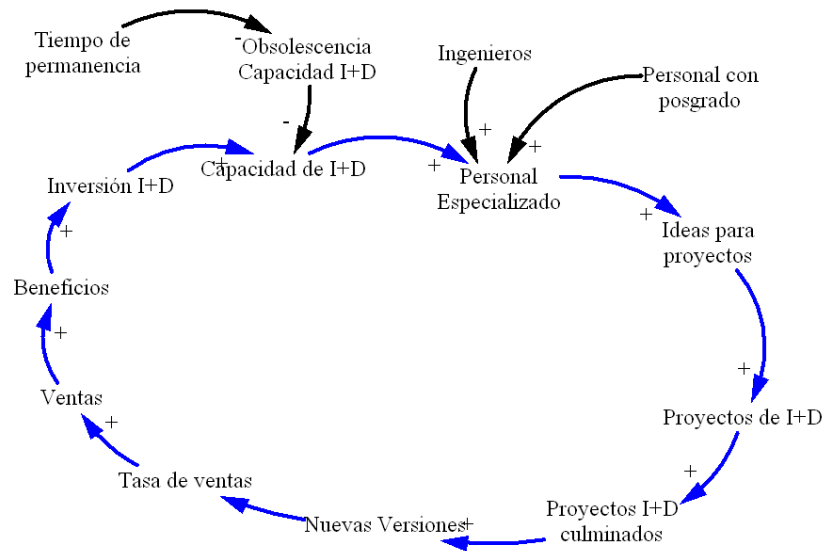 Tiempo de
permanencia
-
Obsolescencia
Capacidad I+D
-
Ingenieros
+
Personal con
posgrado
+
Inversión I+D
+
Capacidad de I+D
+
Personal
Especializado
+
Ideas para
proyectos
+
Beneficios
+
Proyectos de I+D
+
Ventas
+
Tasa de ventas
+
Nuevas Versiones
+
Proyectos I+D
culminados